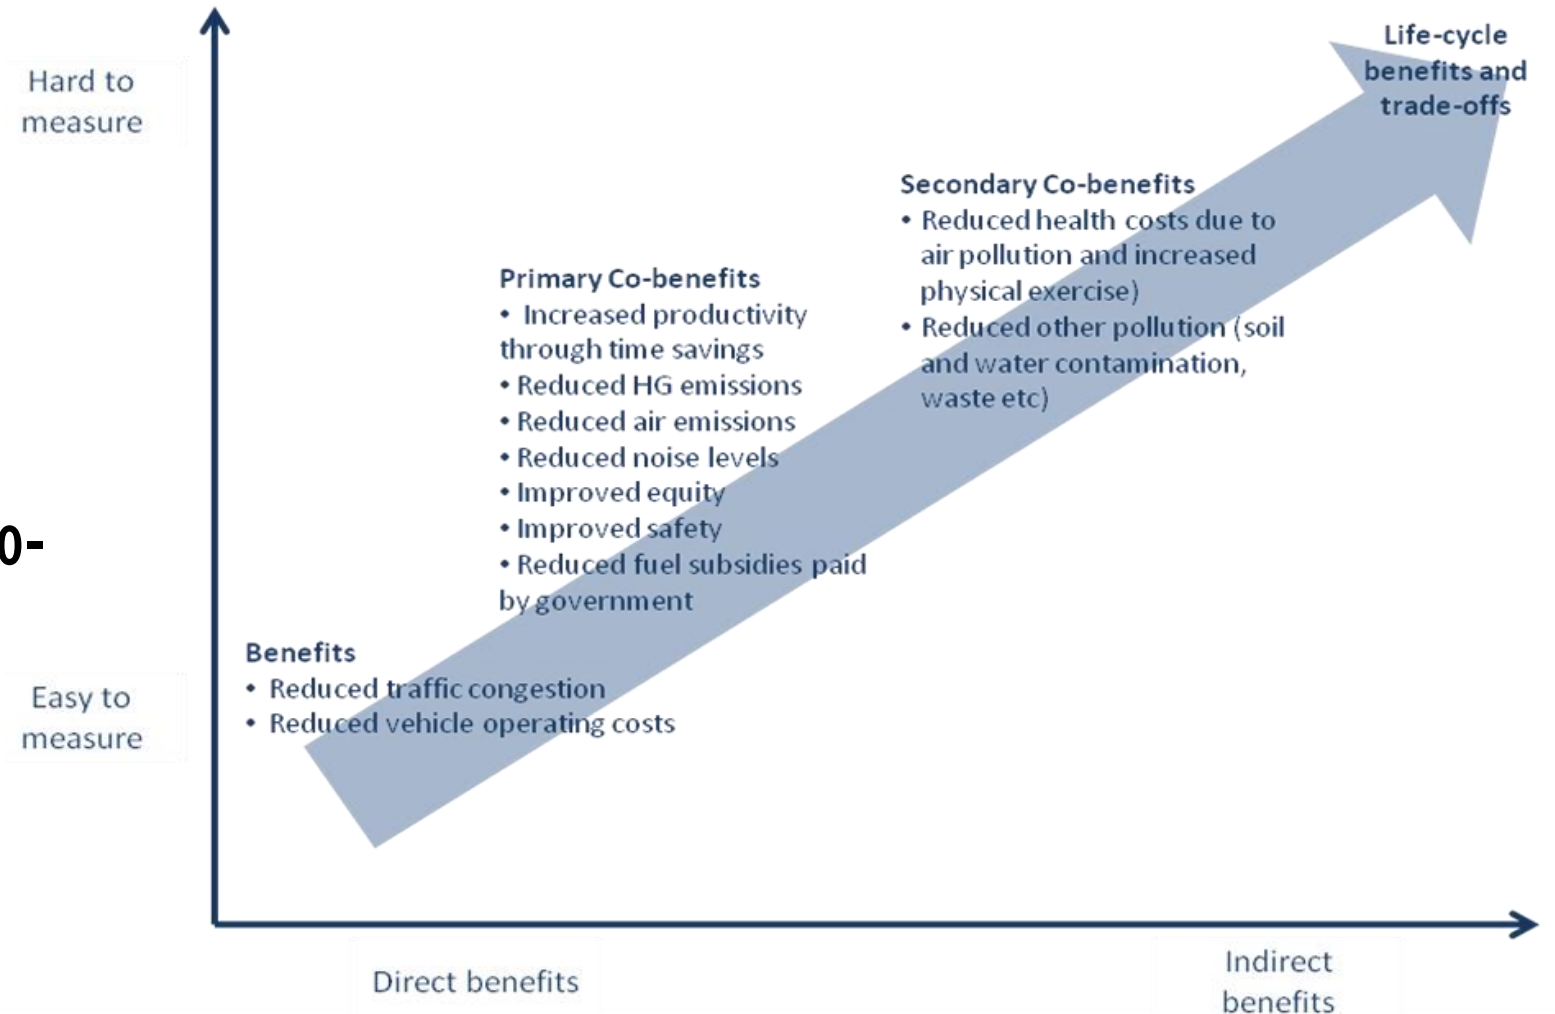 Life-cycle
benefits and
trade-offs
Hard to
measure
Secondary Co-benefits
• Reduced health costs due to
air pollution and increased
physical exercise)
• Reduced other pollution (soil
and water contamination,
waste etc)
Primary Co-benefits
• Increased productivity
through time savings
• Reduced HG emissions
• Reduced air emissions
• Reduced noise levels
• Improved equity
• Improved safety
• Reduced fuel subsidies paid
by government
0-
Benefits
• Reduced traffic congestion
• Reduced vehicle operating costs
Easy to
measure
Direct benefits
Indirect
benefits